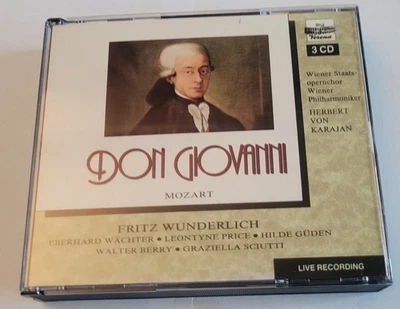 Verona
3 CD
Wiener Staats-
opernchor
Wiener
Philharmoniker
HERBERT
VON
KARAJAN
DON GIOVANNI
MOZART
FRITZ WUNDERLICH
EBERHARD WÄCHTER • LEONTYNE PRICE • HILDE GÜDEN
WALTER BERRY • GRAZIELLA SCIUTTI
LIVE RECORDING